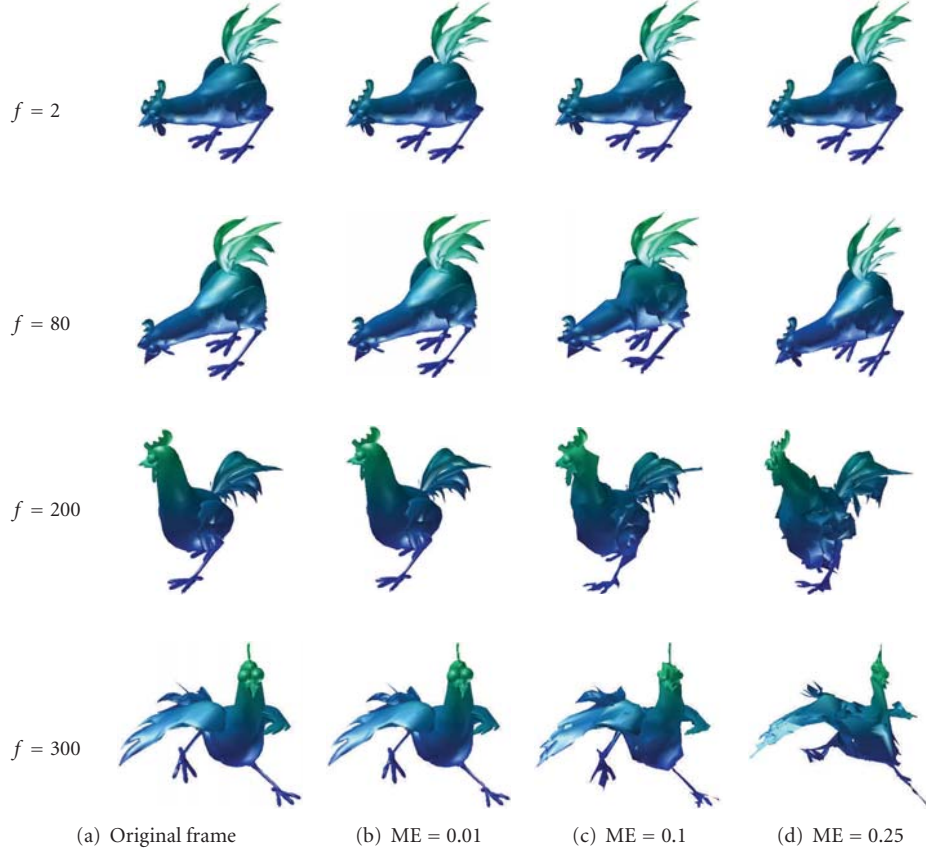 f = 2
f = 80
f = 200
f = 300
(a) Original frame
(b) ME = 0.01
(c) ME = 0.1
(d) ME = 0.25